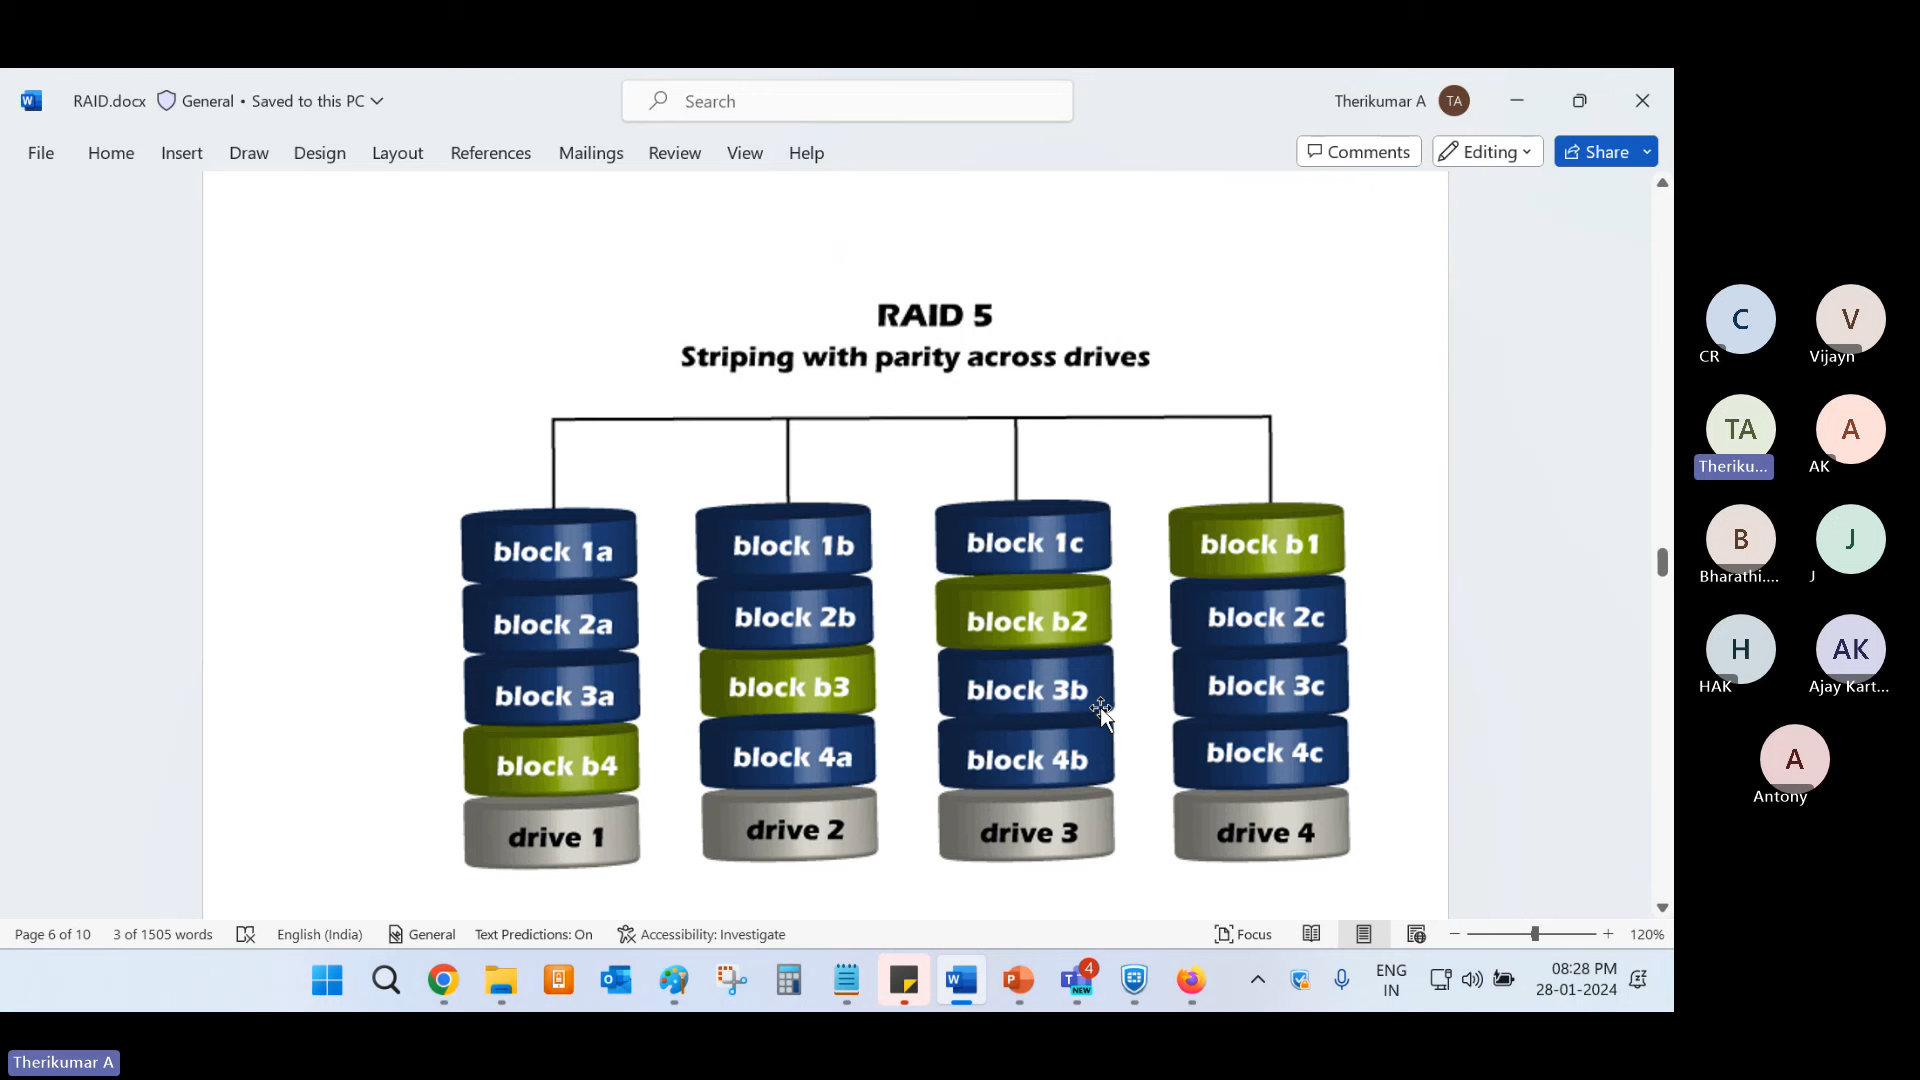 RAID.docx General • Saved to this PC
Search
Therikumar A TA
File Home Insert Draw Design Layout References Mailings Review View Help
Comments Editing Share
RAID 5
Striping with parity across drives
block 1a block 1b block 1c block b1
block 2a block 2b block b2 block 2c
block 3a block b3 block 3b block 3c
block b4 block 4a block 4b block 4c
drive 1 drive 2 drive 3 drive 4
Page 6 of 10 3 of 1505 words English (India) General Text Predictions: On Accessibility: Investigate Focus 120%
4
NEW
ENG
IN
08:28 PM
28-01-2024
C V
CR Vijayn
TA A
Theriku... AK
B J
Bharathi.... J
H AK
HAK Ajay Kart...
A
Antony
Therikumar A